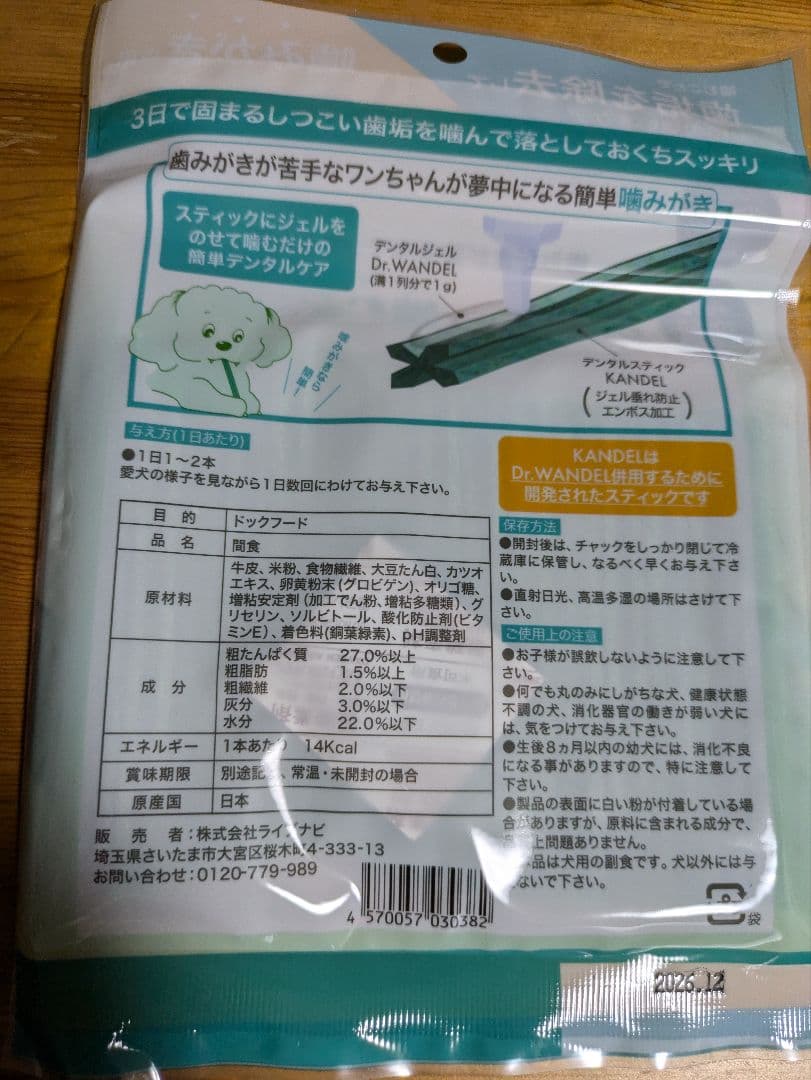 3日で固まるしつこい歯垢を噛んで落としておくちスッキリ
歯みがきが苦手なワンちゃんが夢中になる簡単噛みがき
スティックにジェルを
のせて噛むだけの
簡単デンタルケア
デンタルジェル
Dr.WANDEL
(溝1列分で1g)
噛みがきなら
簡単！
デンタルスティック
KANDEL
(ジェル垂れ防止
エンボス加工)
与え方(1日あたり)
●1日1〜2本
愛犬の様子を見ながら1日数回にわけてお与え下さい。
KANDELは
Dr.WANDEL併用するために
開発されたスティックです
目的 ドックフード
品名 間食
原材料 牛皮、米粉、食物繊維、大豆たん白、カツオ
エキス、卵黄粉末(グロビゲン)、オリゴ糖、
増粘安定剤(加工でん粉、増粘多糖類)、グ
リセリン、ソルビトール、酸化防止剤(ビタ
ミンE)、着色料(銅葉緑素)、pH調整剤
成分 粗たんぱく質 27.0%以上
粗脂肪 1.5%以上
粗繊維 2.0%以下
灰分 3.0%以下
水分 22.0%以下
エネルギー 1本あたり 14Kcal
賞味期限 別途記、常温・未開封の場合
原産国 日本
販売者:株式会社ライズナビ
埼玉県さいたま市大宮区桜木町4-333-13
お問い合わせ:0120-779-989
4 570057 030382
保存方法
●開封後は、チャックをしっかり閉じて冷
蔵庫に保管し、なるべく早くお与え下さ
い。
●直射日光、高温多湿の場所はさけて下
さい。
ご使用上の注意
●お子様が誤飲しないように注意して下
さい。
●何でも丸のみにしがちな犬、健康状態
不調の犬、消化器官の働きが弱い犬に
は、気をつけてお与え下さい。
●生後8ヵ月以内の幼犬には、消化不良
になる事がありますので、特に注意して
下さい。
●製品の表面に白い粉が付着している場
合がありますが、原料に含まれる成分で、
上問題ありません。
品は犬用の副食です。犬以外には与
ないで下さい。
8
袋
2026.12